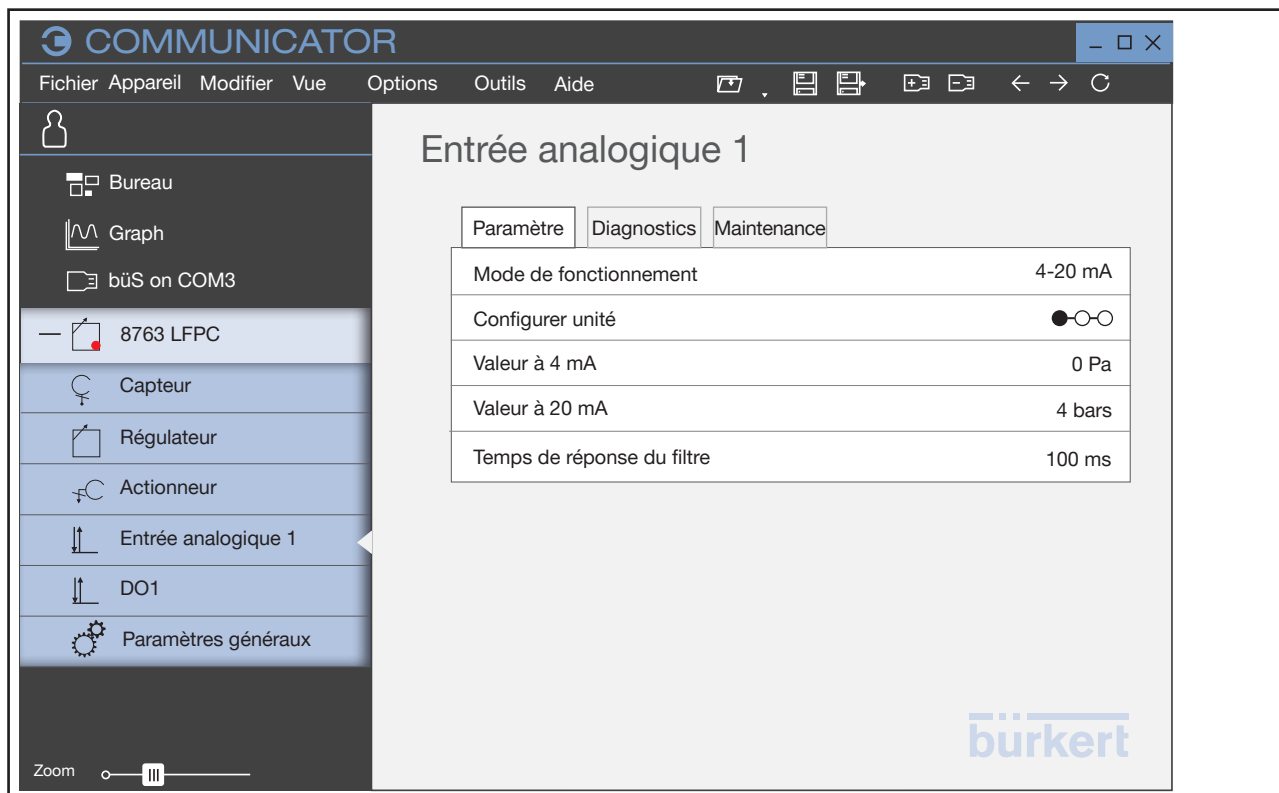 COMMUNICATOR
Fichier Appareil Modifier Vue Options Outils Aide
Bureau
Graph
büS on COM3
8763 LFPC
Capteur
Régulateur
Actionneur
Entrée analogique 1
DO1
Paramètres généraux
Zoom
Entrée analogique 1
Paramètre Diagnostics Maintenance
Mode de fonctionnement 4-20 mA
Configurer unité
Valeur à 4 mA 0 Pa
Valeur à 20 mA 4 bars
Temps de réponse du filtre 100 ms
bürkert